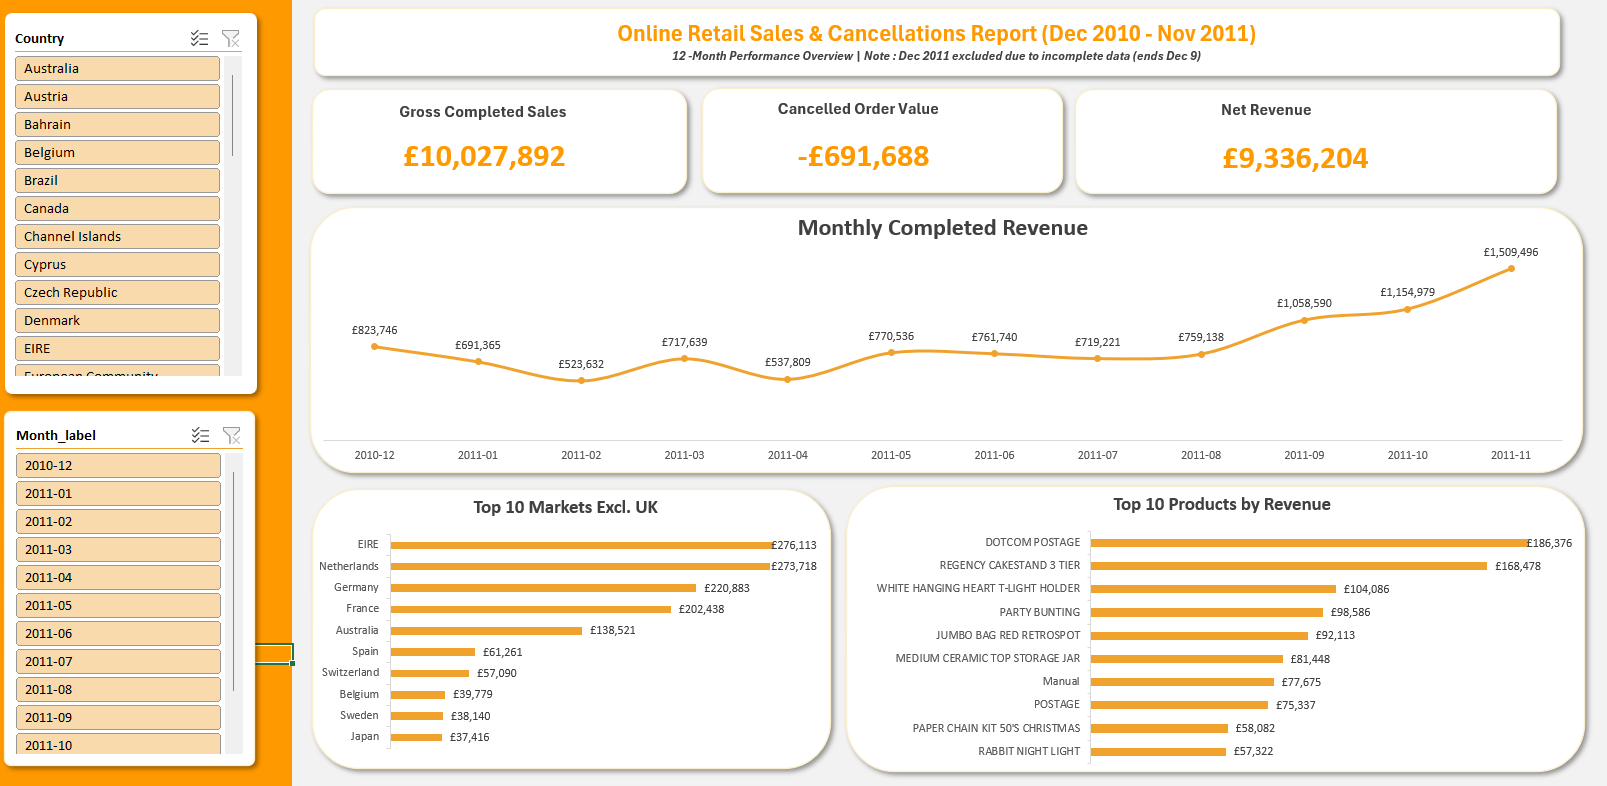 Country
Australia
Austria
Bahrain
Belgium
Brazil
Canada
Channel Islands
Cyprus
Czech Republic
Denmark
EIRE
European Community
Month_label
2010-12
2011-01
2011-02
2011-03
2011-04
2011-05
2011-06
2011-07
2011-08
2011-09
2011-10
Online Retail Sales & Cancellations Report (Dec 2010 - Nov 2011)
12 -Month Performance Overview | Note : Dec 2011 excluded due to incomplete data (ends Dec 9)
Gross Completed Sales
£10,027,892
Cancelled Order Value
-£691,688
Net Revenue
£9,336,204
Monthly Completed Revenue
£823,746
£691,365
£523,632
£717,639
£537,809
£770,536
£761,740
£719,221
£759,138
£1,058,590
£1,154,979
£1,509,496
2010-12
2011-01
2011-02
2011-03
2011-04
2011-05
2011-06
2011-07
2011-08
2011-09
2011-10
2011-11
Top 10 Markets Excl. UK
EIRE £276,113
Netherlands £273,718
Germany £220,883
France £202,438
Australia £138,521
Spain £61,261
Switzerland £57,090
Belgium £39,779
Sweden £38,140
Japan £37,416
Top 10 Products by Revenue
DOTCOM POSTAGE £186,376
REGENCY CAKESTAND 3 TIER £168,478
WHITE HANGING HEART T-LIGHT HOLDER £104,086
PARTY BUNTING £98,586
JUMBO BAG RED RETROSPOT £92,113
MEDIUM CERAMIC TOP STORAGE JAR £81,448
Manual £77,675
POSTAGE £75,337
PAPER CHAIN KIT 50'S CHRISTMAS £58,082
RABBIT NIGHT LIGHT £57,322